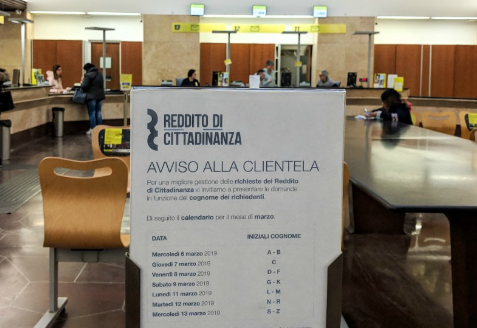 REDDITO DI
CITTADINANZA
AVVISO ALLA CLIENTELA
Per una migliore gestione delle richieste del Reddito
di Cittadinanza vi invitiamo a presentare le domande
in funzione del cognome dei richiedenti.
Di seguito il calendario per il mese di marzo.
DATA INIZIALI COGNOME
Mercoledì 6 marzo 2019 A - B
Giovedì 7 marzo 2019 C
Venerdì 8 marzo 2019 D - F
Sabato 9 marzo 2019 G - K
Lunedì 11 marzo 2019 L - M
Martedì 12 marzo 2019 N - R
Mercoledì 13 marzo 2019 S - Z